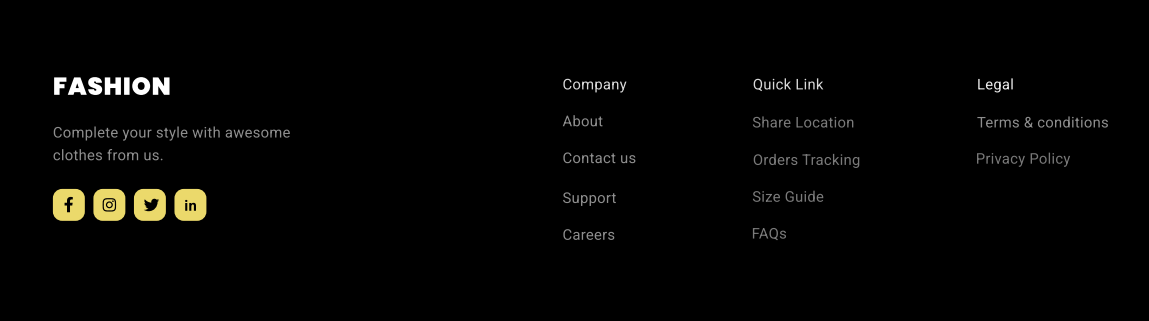 FASHION
Complete your style with awesome
clothes from us.
in
Company
About
Contact us
Support
Careers
Quick Link
Share Location
Orders Tracking
Size Guide
FAQs
Legal
Terms & conditions
Privacy Policy